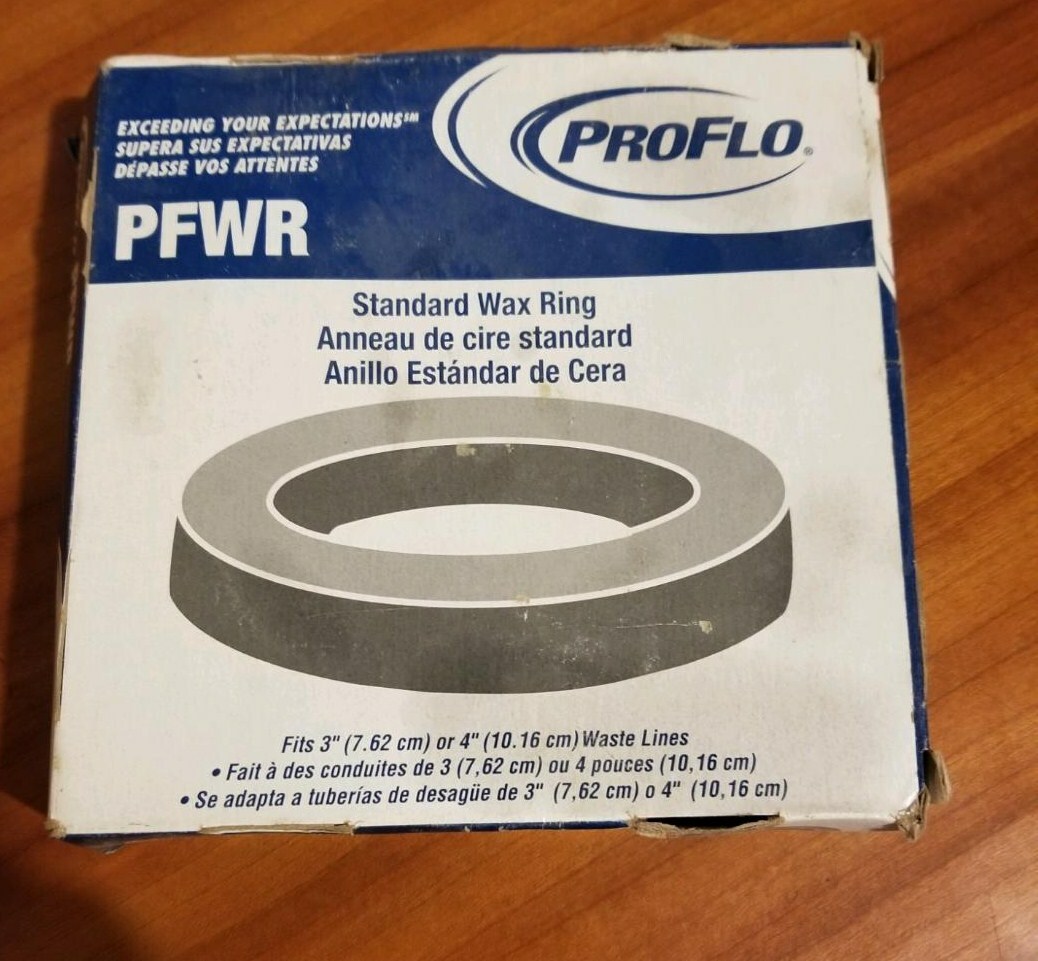 EXCEEDING YOUR EXPECTATIONS℠
SUPERA SUS EXPECTATIVAS
DÉPASSE VOS ATTENTES
PROFLO®
PFWR
Standard Wax Ring
Anneau de cire standard
Anillo Estándar de Cera
Fits 3" (7.62 cm) or 4" (10.16 cm) Waste Lines
• Fait à des conduites de 3 (7,62 cm) ou 4 pouces (10,16 cm)
• Se adapta a tuberías de desagüe de 3" (7,62 cm) o 4" (10,16 cm)